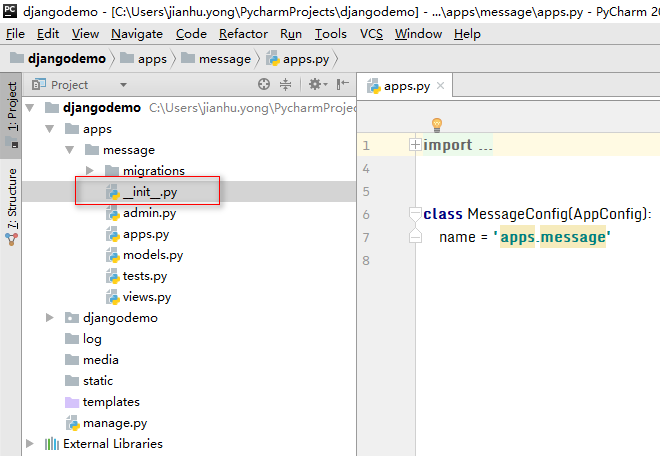 djangodemo - [C:\Users\jianhu.yong\PycharmProjects\djangodemo] - ...\apps\message\apps.py - PyCharm 20
File Edit View Navigate Code Refactor Run Tools VCS Window Help
djangodemo apps message apps.py
1: Project
7: Structure
Project
djangodemo C:\Users\jianhu.yong\PycharmProjec
apps
message
migrations
__init__.py
admin.py
apps.py
models.py
tests.py
views.py
djangodemo
log
media
static
templates
manage.py
External Libraries
apps.py
1 import ...
4
5
6 class MessageConfig(AppConfig):
7 name = 'apps.message'
8